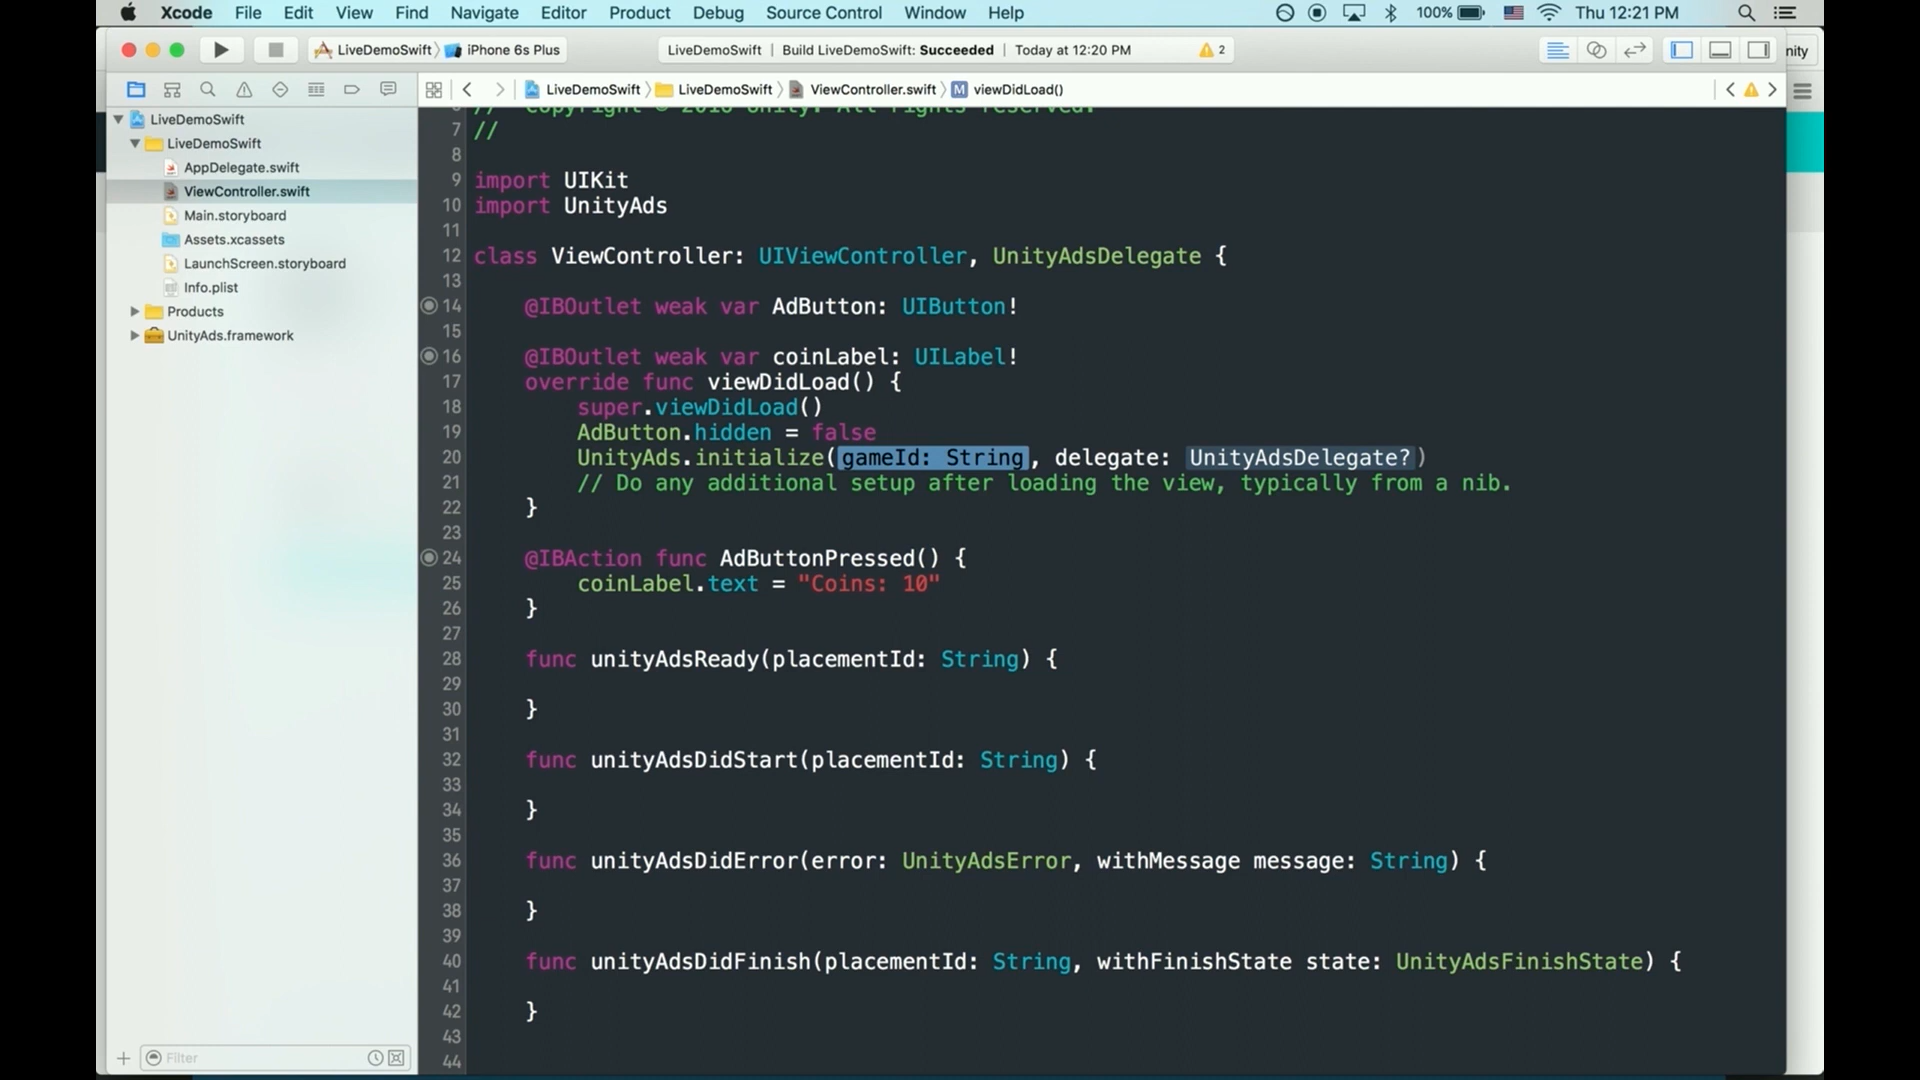 Xcode File Edit View Find Navigate Editor Product Debug Source Control Window Help 100% Thu 12:21 PM
LiveDemoSwift iPhone 6s Plus LiveDemoSwift | Build LiveDemoSwift: Succeeded | Today at 12:20 PM 2 nity
LiveDemoSwift LiveDemoSwift ViewController.swift M viewDidLoad()
LiveDemoSwift
LiveDemoSwift
AppDelegate.swift
ViewController.swift
Main.storyboard
Assets.xcassets
LaunchScreen.storyboard
Info.plist
Products
UnityAds.framework
Filter
6 // Copyright © 2016 Unity. All rights reserved.
7 //
8
9 import UIKit
10 import UnityAds
11
12 class ViewController: UIViewController, UnityAdsDelegate {
13
14 @IBOutlet weak var AdButton: UIButton!
15
16 @IBOutlet weak var coinLabel: UILabel!
17 override func viewDidLoad() {
18 super.viewDidLoad()
19 AdButton.hidden = false
20 UnityAds.initialize(gameId: String, delegate: UnityAdsDelegate?)
21 // Do any additional setup after loading the view, typically from a nib.
22 }
23
24 @IBAction func AdButtonPressed() {
25 coinLabel.text = "Coins: 10"
26 }
27
28 func unityAdsReady(placementId: String) {
29
30 }
31
32 func unityAdsDidStart(placementId: String) {
33
34 }
35
36 func unityAdsDidError(error: UnityAdsError, withMessage message: String) {
37
38 }
39
40 func unityAdsDidFinish(placementId: String, withFinishState state: UnityAdsFinishState) {
41
42 }
43
44